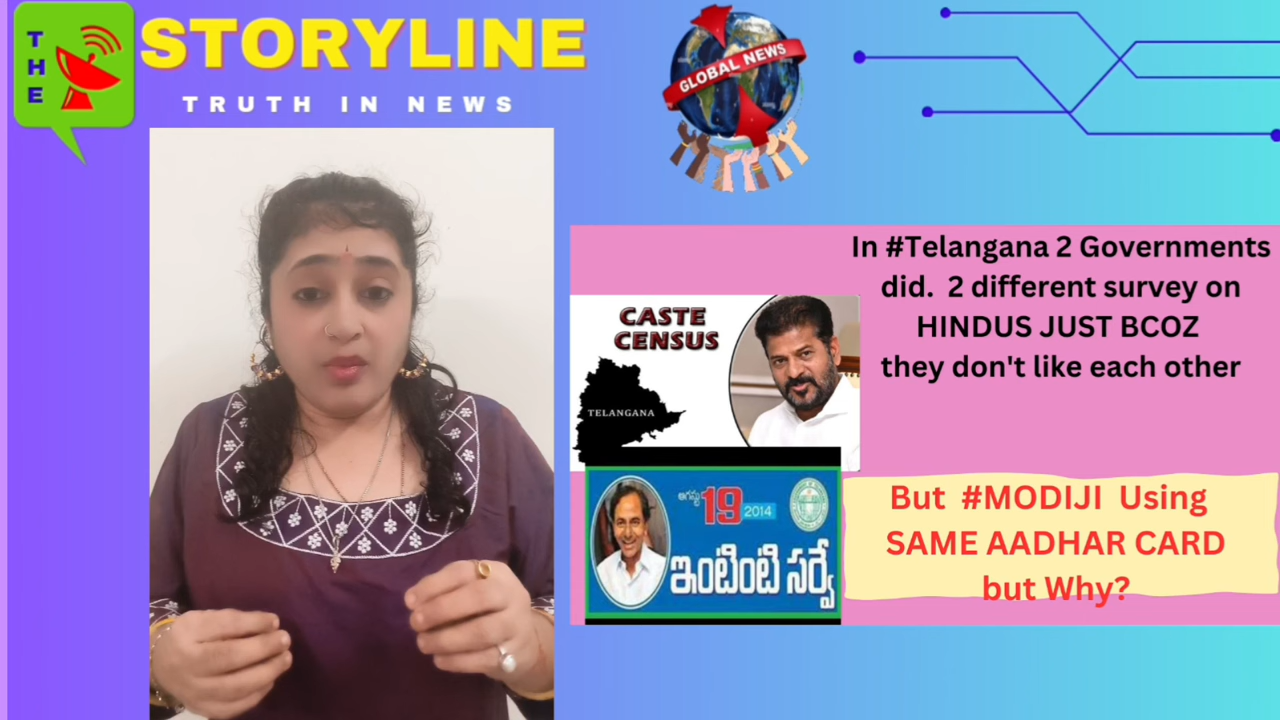 THE
STORYLINE
TRUTH IN NEWS
GLOBAL NEWS
In #Telangana 2 Governments
did. 2 different survey on
HINDUS JUST BCOZ
they don't like each other
CASTE
CENSUS
TELANGANA
ఆగస్టు 19 2014
ఇంటింటి సర్వే
But #MODIJI Using
SAME AADHAR CARD
but Why?